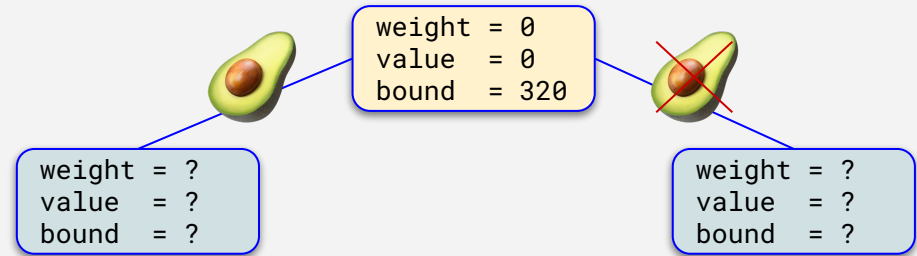 weight = 0
value  = 0
bound  = 320
weight = ?
value  = ?
bound  = ?
weight = ?
value  = ?
bound  = ?